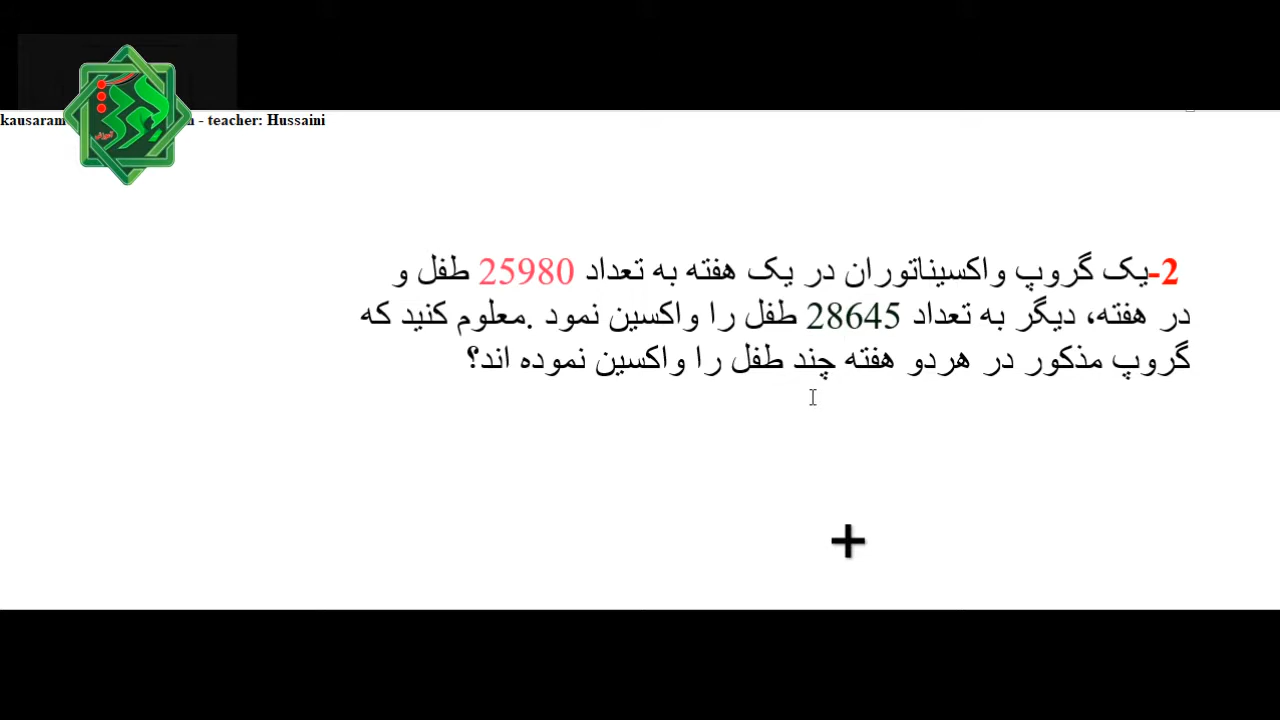 kausaram - teacher: Hussaini
2-یک گروپ واکسیناتوران در یک هفته به تعداد 25980 طفل و
در هفته، دیگر به تعداد 28645 طفل را واکسین نمود .معلوم کنید که
گروپ مذکور در هردو هفته چند طفل را واکسین نموده اند؟
+